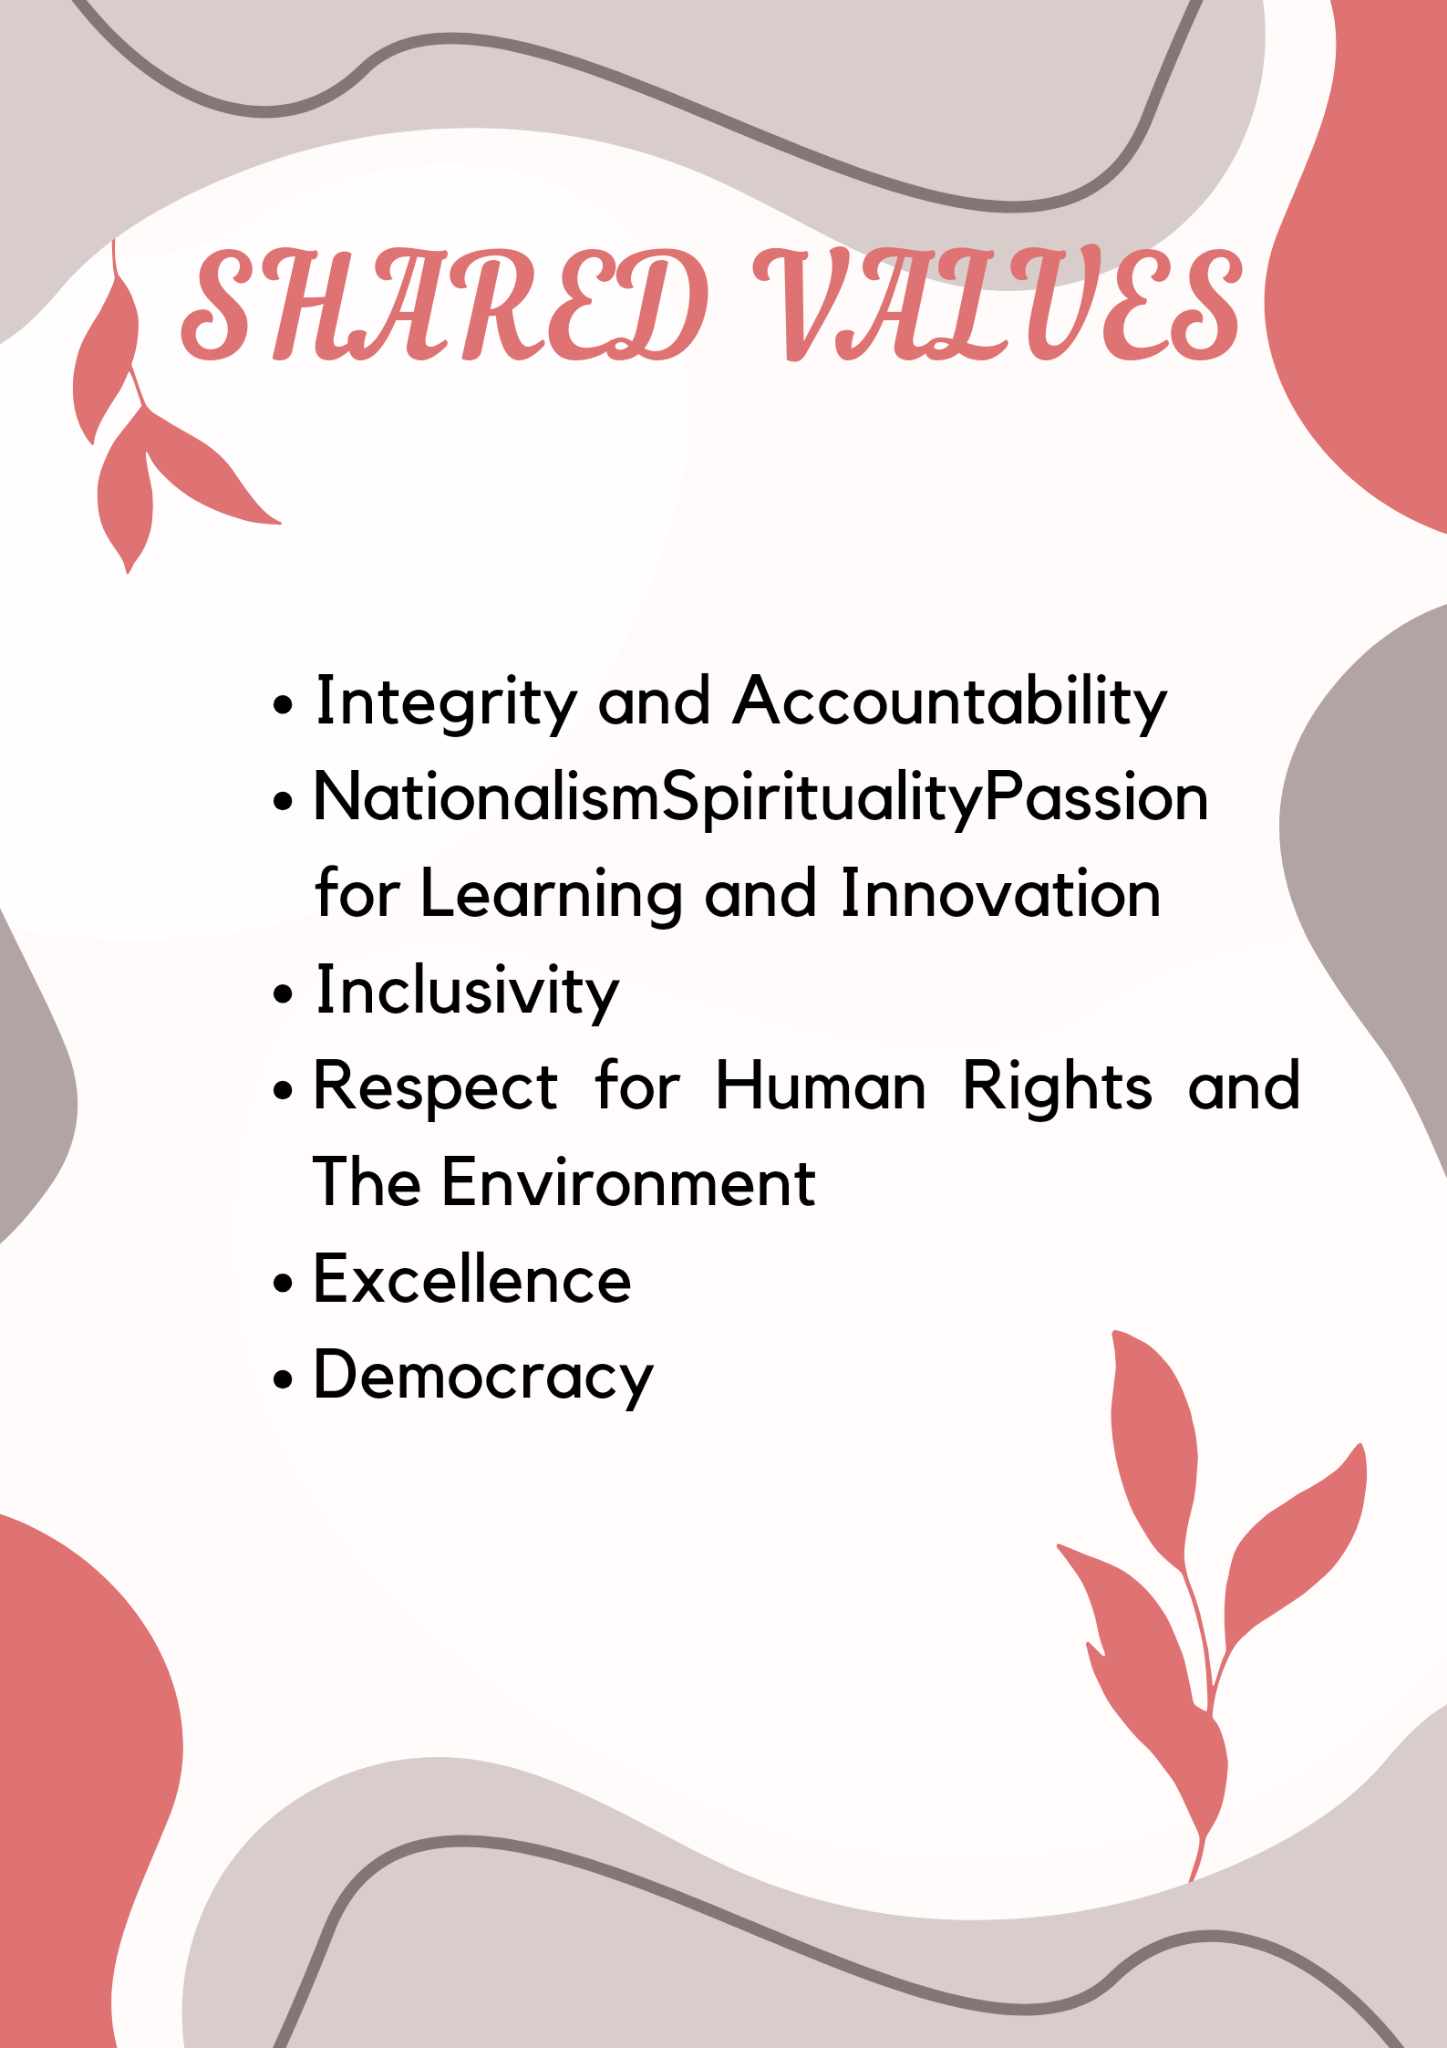 SHARED VALUES
• Integrity and Accountability
• NationalismSpiritualityPassion
for Learning and Innovation
• Inclusivity
• Respect for Human Rights and
The Environment
• Excellence
• Democracy